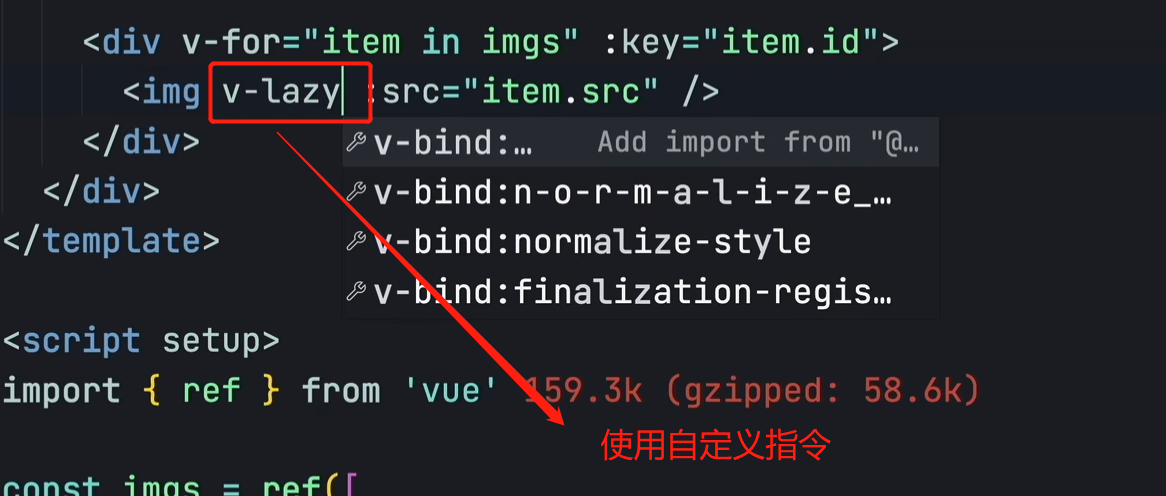 <div v-for="item in imgs" :key="item.id">
<img v-lazy :src="item.src" />
</div> v-bind:… Add import from "@…
v-bind:n-o-r-m-a-l-i-z-e_…
</div>
</template> v-bind:normalize-style
v-bind:finalization-regis…
<script setup>
import { ref } from 'vue' 159.3k (gzipped: 58.6k)
使用自定义指令
const imgs = ref([